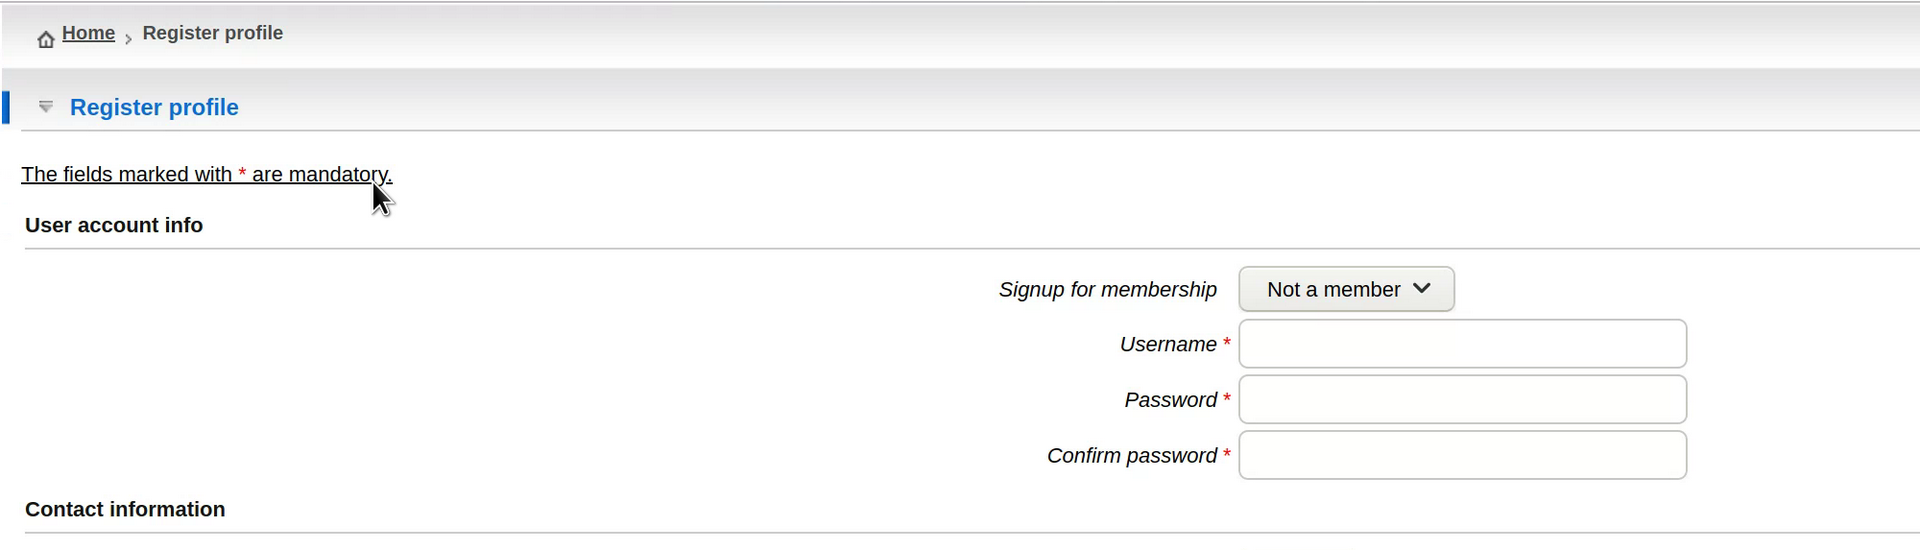 Home > Register profile
Register profile
The fields marked with * are mandatory.
User account info
Signup for membership Not a member
Username *
Password *
Confirm password *
Contact information